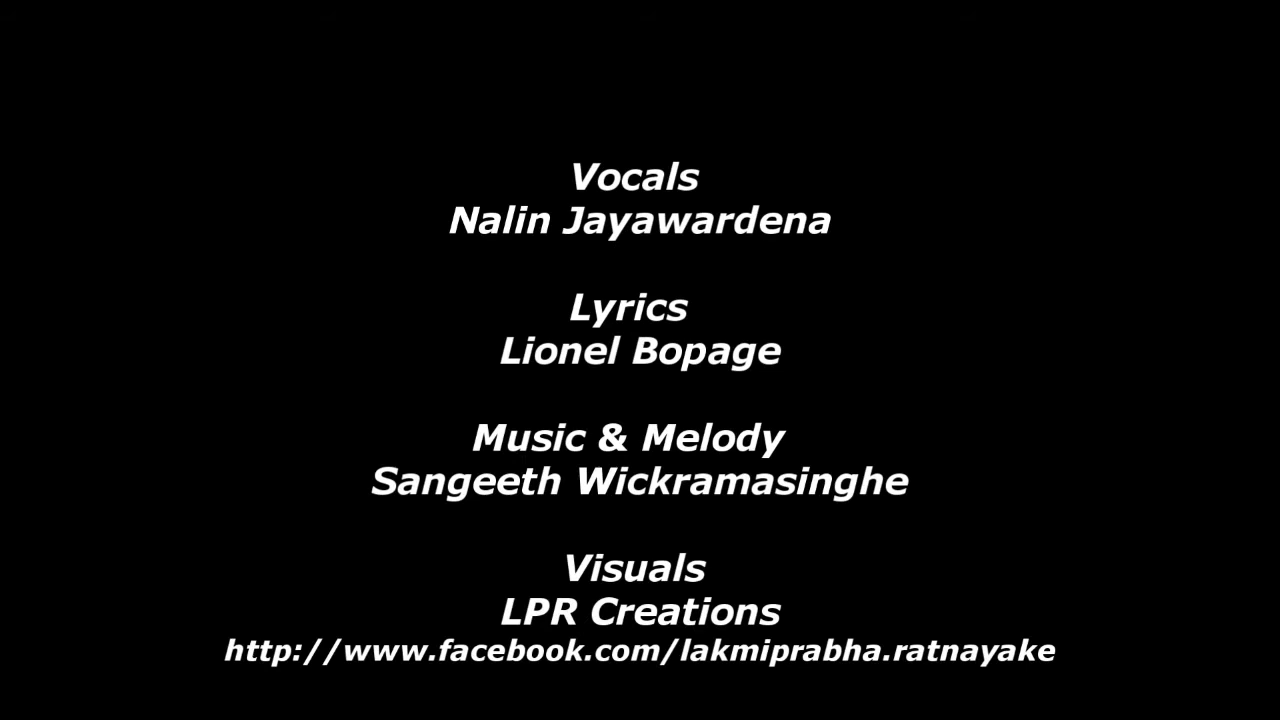 Vocals
Nalin Jayawardena
Lyrics
Lionel Bopage
Music & Melody
Sangeeth Wickramasinghe
Visuals
LPR Creations
http://www.facebook.com/lakmiprabha.ratnayake